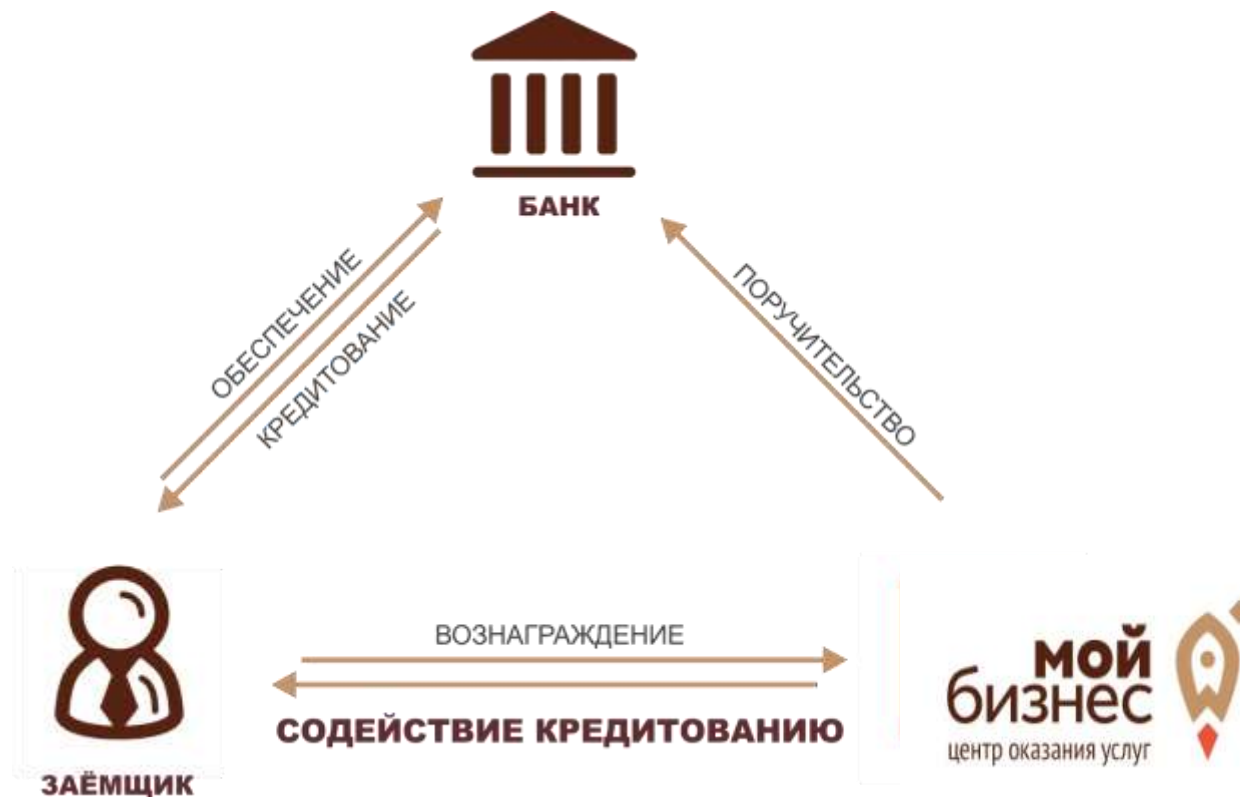 БАНК
ОБЕСПЕЧЕНИЕ
КРЕДИТОВАНИЕ
ПОРУЧИТЕЛЬСТВО
ВОЗНАГРАЖДЕНИЕ
СОДЕЙСТВИЕ КРЕДИТОВАНИЮ
ЗАЁМЩИК
мой
бизнес
центр оказания услуг